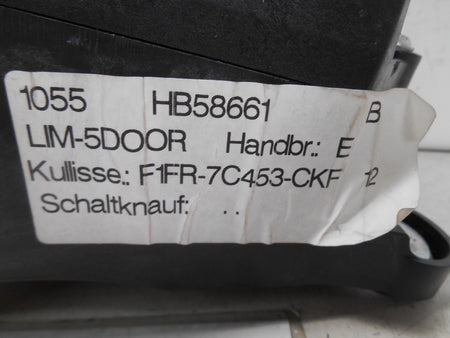 1055 HB58661 B
LIM-5DOOR Handbr.: E
Kullisse.: F1FR-7C453-CKF 12
Schaltknauf: . .